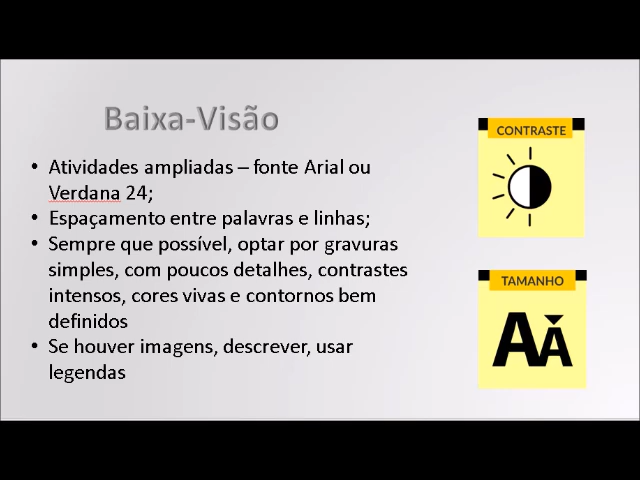 Baixa-Visão
• Atividades ampliadas – fonte Arial ou
Verdana 24;
• Espaçamento entre palavras e linhas;
• Sempre que possível, optar por gravuras
simples, com poucos detalhes, contrastes
intensos, cores vivas e contornos bem
definidos
• Se houver imagens, descrever, usar
legendas
CONTRASTE
TAMANHO
AA